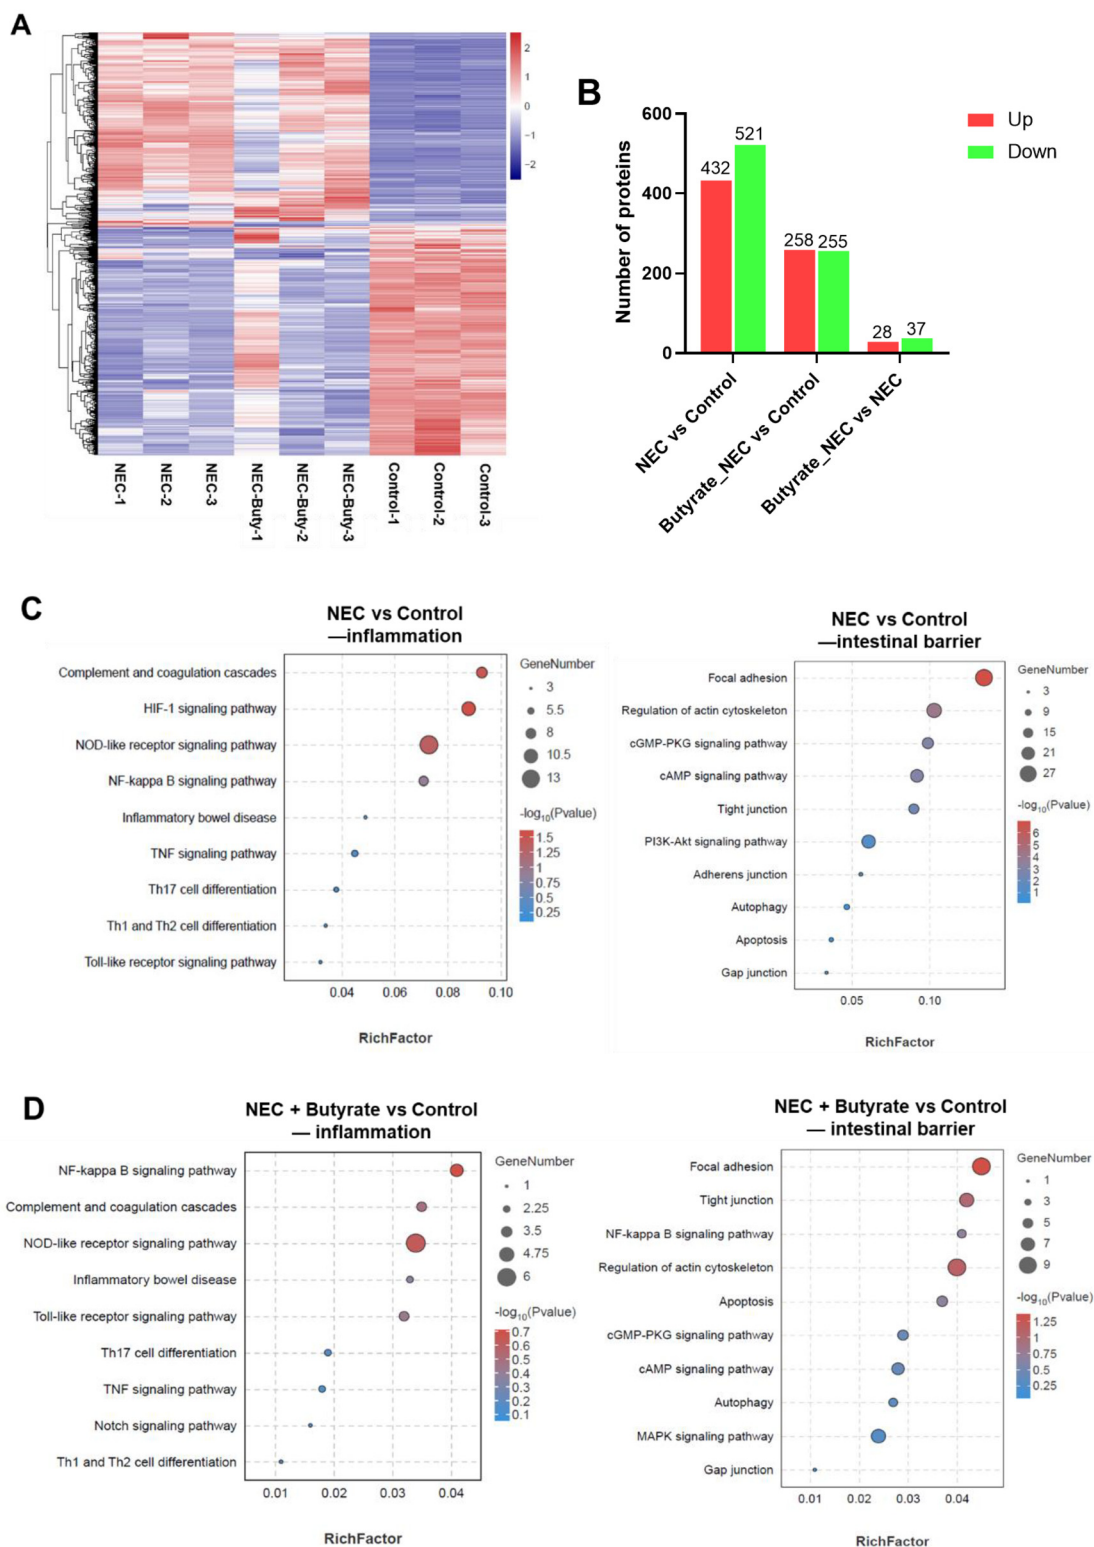 A
2
1
0
−1
−2
NEC-1
NEC-2
NEC-3
NEC-Buty-1
NEC-Buty-2
NEC-Buty-3
Control-1
Control-2
Control-3
B
Number of proteins
600
400
200
0
432
521
258
255
28
37
NEC vs Control
Butyrate_NEC vs Control
Butyrate_NEC vs NEC
Up
Down
C
NEC vs Control
—inflammation
Complement and coagulation cascades
HIF-1 signaling pathway
NOD-like receptor signaling pathway
NF-kappa B signaling pathway
Inflammatory bowel disease
TNF signaling pathway
Th17 cell differentiation
Th1 and Th2 cell differentiation
Toll-like receptor signaling pathway
0.04 0.06 0.08 0.10
RichFactor
GeneNumber
3
5.5
8
10.5
13
-log10(Pvalue)
1.5
1.25
1
0.75
0.5
0.25
NEC vs Control
—intestinal barrier
Focal adhesion
Regulation of actin cytoskeleton
cGMP-PKG signaling pathway
cAMP signaling pathway
Tight junction
PI3K-Akt signaling pathway
Adherens junction
Autophagy
Apoptosis
Gap junction
0.05 0.10
RichFactor
GeneNumber
3
9
15
21
27
-log10(Pvalue)
6
5
4
3
2
1
D
NEC + Butyrate vs Control
— inflammation
NF-kappa B signaling pathway
Complement and coagulation cascades
NOD-like receptor signaling pathway
Inflammatory bowel disease
Toll-like receptor signaling pathway
Th17 cell differentiation
TNF signaling pathway
Notch signaling pathway
Th1 and Th2 cell differentiation
0.01 0.02 0.03 0.04
RichFactor
GeneNumber
1
2.25
3.5
4.75
6
-log10(Pvalue)
0.7
0.6
0.5
0.4
0.3
0.2
0.1
NEC + Butyrate vs Control
— intestinal barrier
Focal adhesion
Tight junction
NF-kappa B signaling pathway
Regulation of actin cytoskeleton
Apoptosis
cGMP-PKG signaling pathway
cAMP signaling pathway
Autophagy
MAPK signaling pathway
Gap junction
0.01 0.02 0.03 0.04
RichFactor
GeneNumber
1
3
5
7
9
-log10(Pvalue)
1.25
1
0.75
0.5
0.25